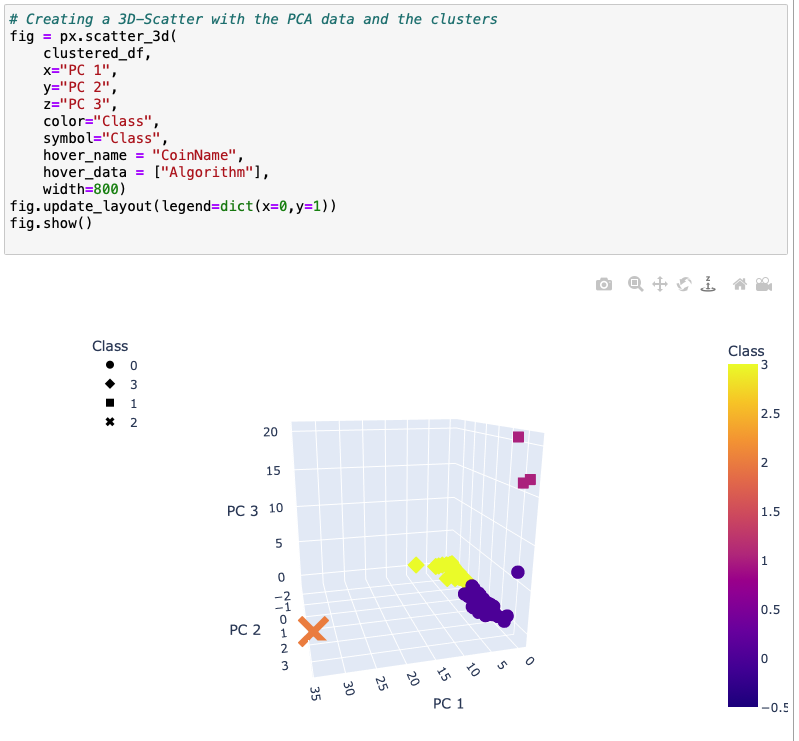 # Creating a 3D-Scatter with the PCA data and the clusters
fig = px.scatter_3d(
    clustered_df,
    x="PC 1",
    y="PC 2",
    z="PC 3",
    color="Class",
    symbol="Class",
    hover_name = "CoinName",
    hover_data = ["Algorithm"],
    width=800)
fig.update_layout(legend=dict(x=0,y=1))
fig.show()
z
Class
0
3
1
2
PC 3
20
15
10
5
0
PC 2
−2
−1
0
1
2
3
35
30
25
20
15
10
5
0
PC 1
Class
3
2.5
2
1.5
1
0.5
0
−0.5